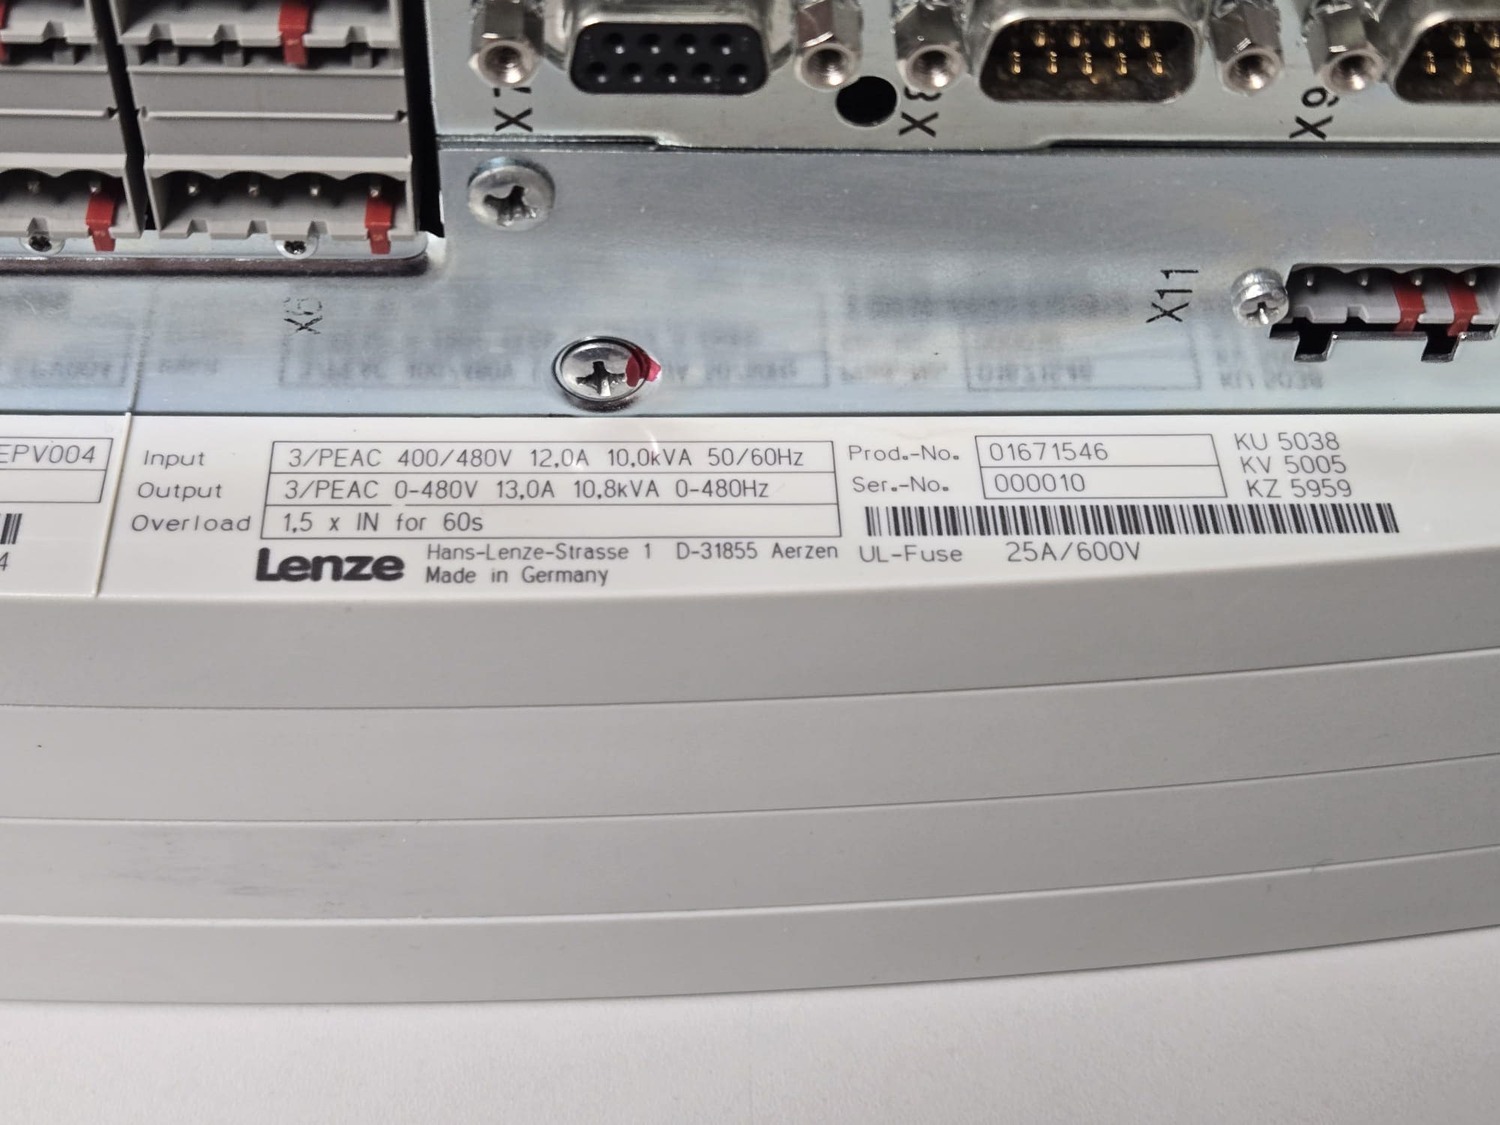 X7
X8
X9
X6
X11
EPV004
4
Input 3/PEAC 400/480V 12.0A 10.0kVA 50/60Hz
Output 3/PEAC 0-480V 13.0A 10.8kVA 0-480Hz
Overload 1.5 x IN for 60s
Lenze Hans-Lenze-Strasse 1 D-31855 Aerzen
Made in Germany
Prod.-No. 01671546
Ser.-No. 000010
KU 5038
KV 5005
KZ 5959
UL-Fuse 25A/600V